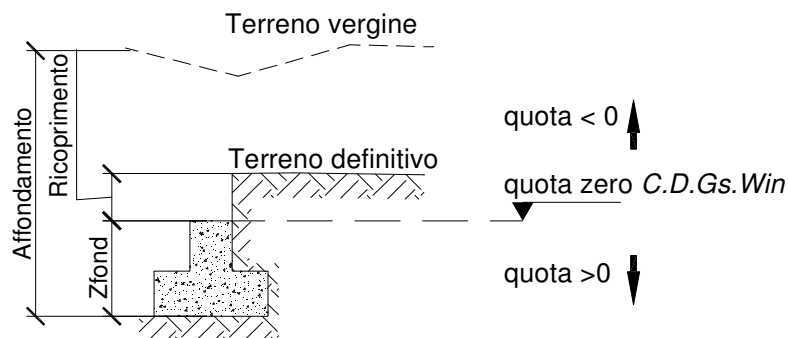 Terreno vergine
Affondamento
Ricoprimento
quota < 0
Terreno definitivo
quota zero C.D.Gs.Win
Zfond
quota >0